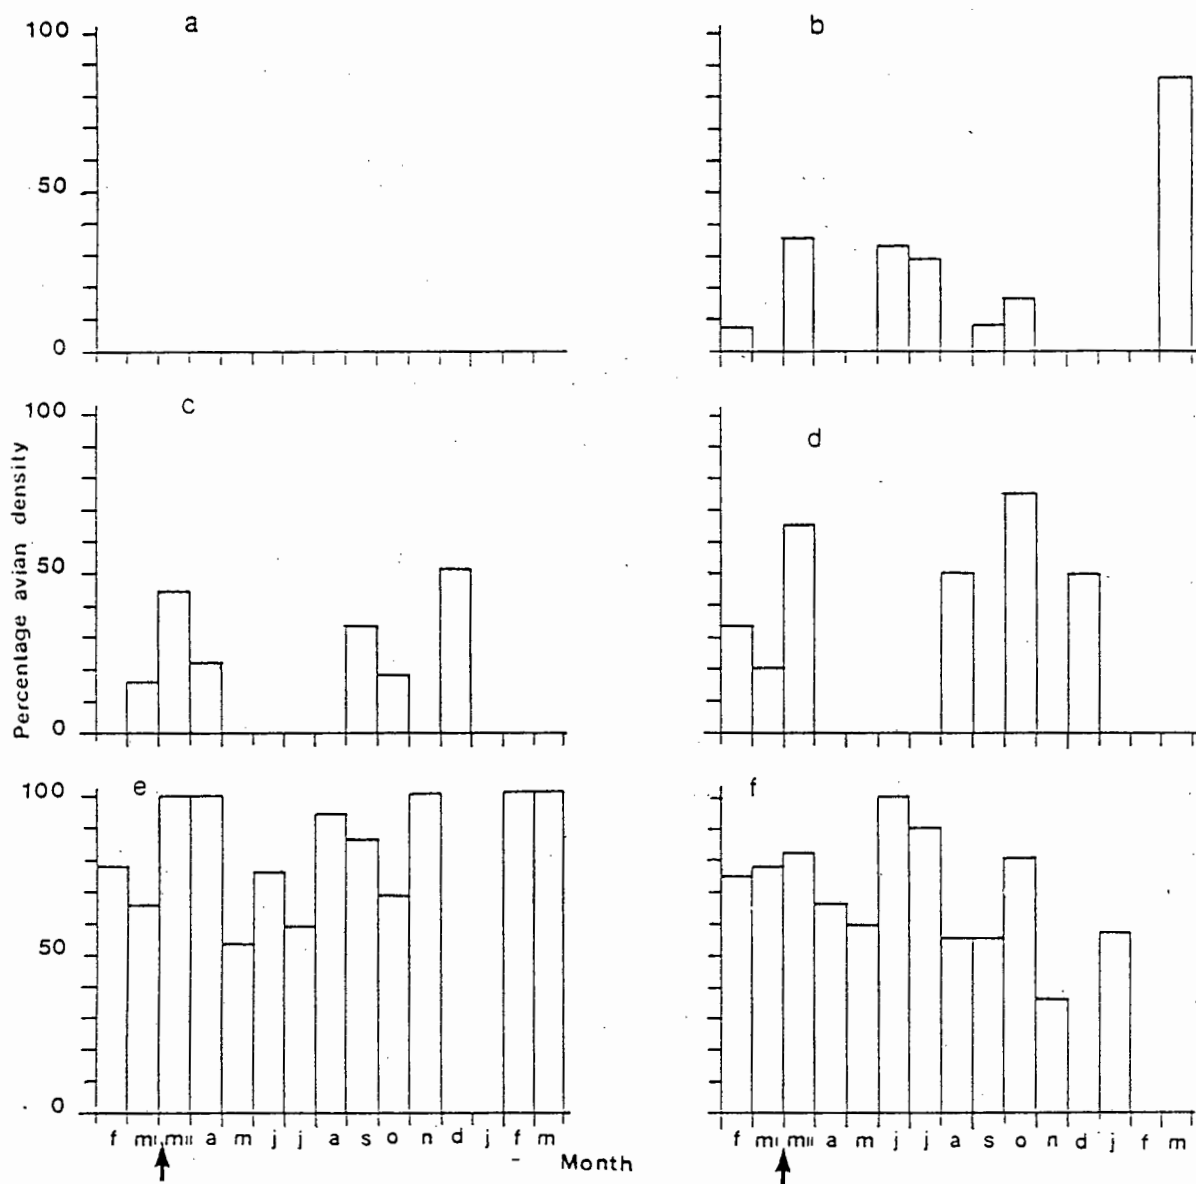 a
b
100
50
0
c
d
100
50
0
Percentage avian density
e
f
100
50
0
f mı mıı a m j j a s o n d j f m
f mı mıı a m j j a s o n d j f m
Month